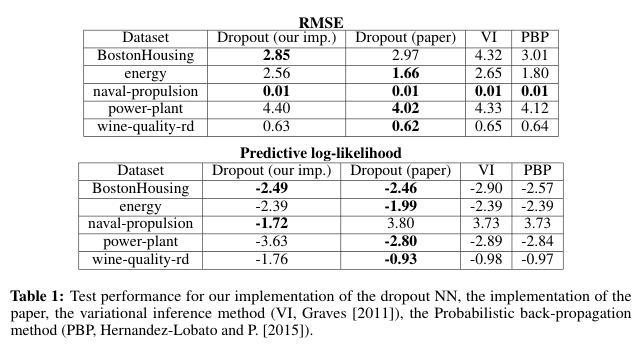 RMSE
Dataset Dropout (our imp.) Dropout (paper) VI PBP
BostonHousing 2.85 2.97 4.32 3.01
energy 2.56 1.66 2.65 1.80
naval-propulsion 0.01 0.01 0.01 0.01
power-plant 4.40 4.02 4.33 4.12
wine-quality-rd 0.63 0.62 0.65 0.64
Predictive log-likelihood
Dataset Dropout (our imp.) Dropout (paper) VI PBP
BostonHousing -2.49 -2.46 -2.90 -2.57
energy -2.39 -1.99 -2.39 -2.39
naval-propulsion -1.72 3.80 3.73 3.73
power-plant -3.63 -2.80 -2.89 -2.84
wine-quality-rd -1.76 -0.93 -0.98 -0.97
Table 1: Test performance for our implementation of the dropout NN, the implementation of the
paper, the variational inference method (VI, Graves [2011]), the Probabilistic back-propagation
method (PBP, Hernandez-Lobato and P. [2015]).